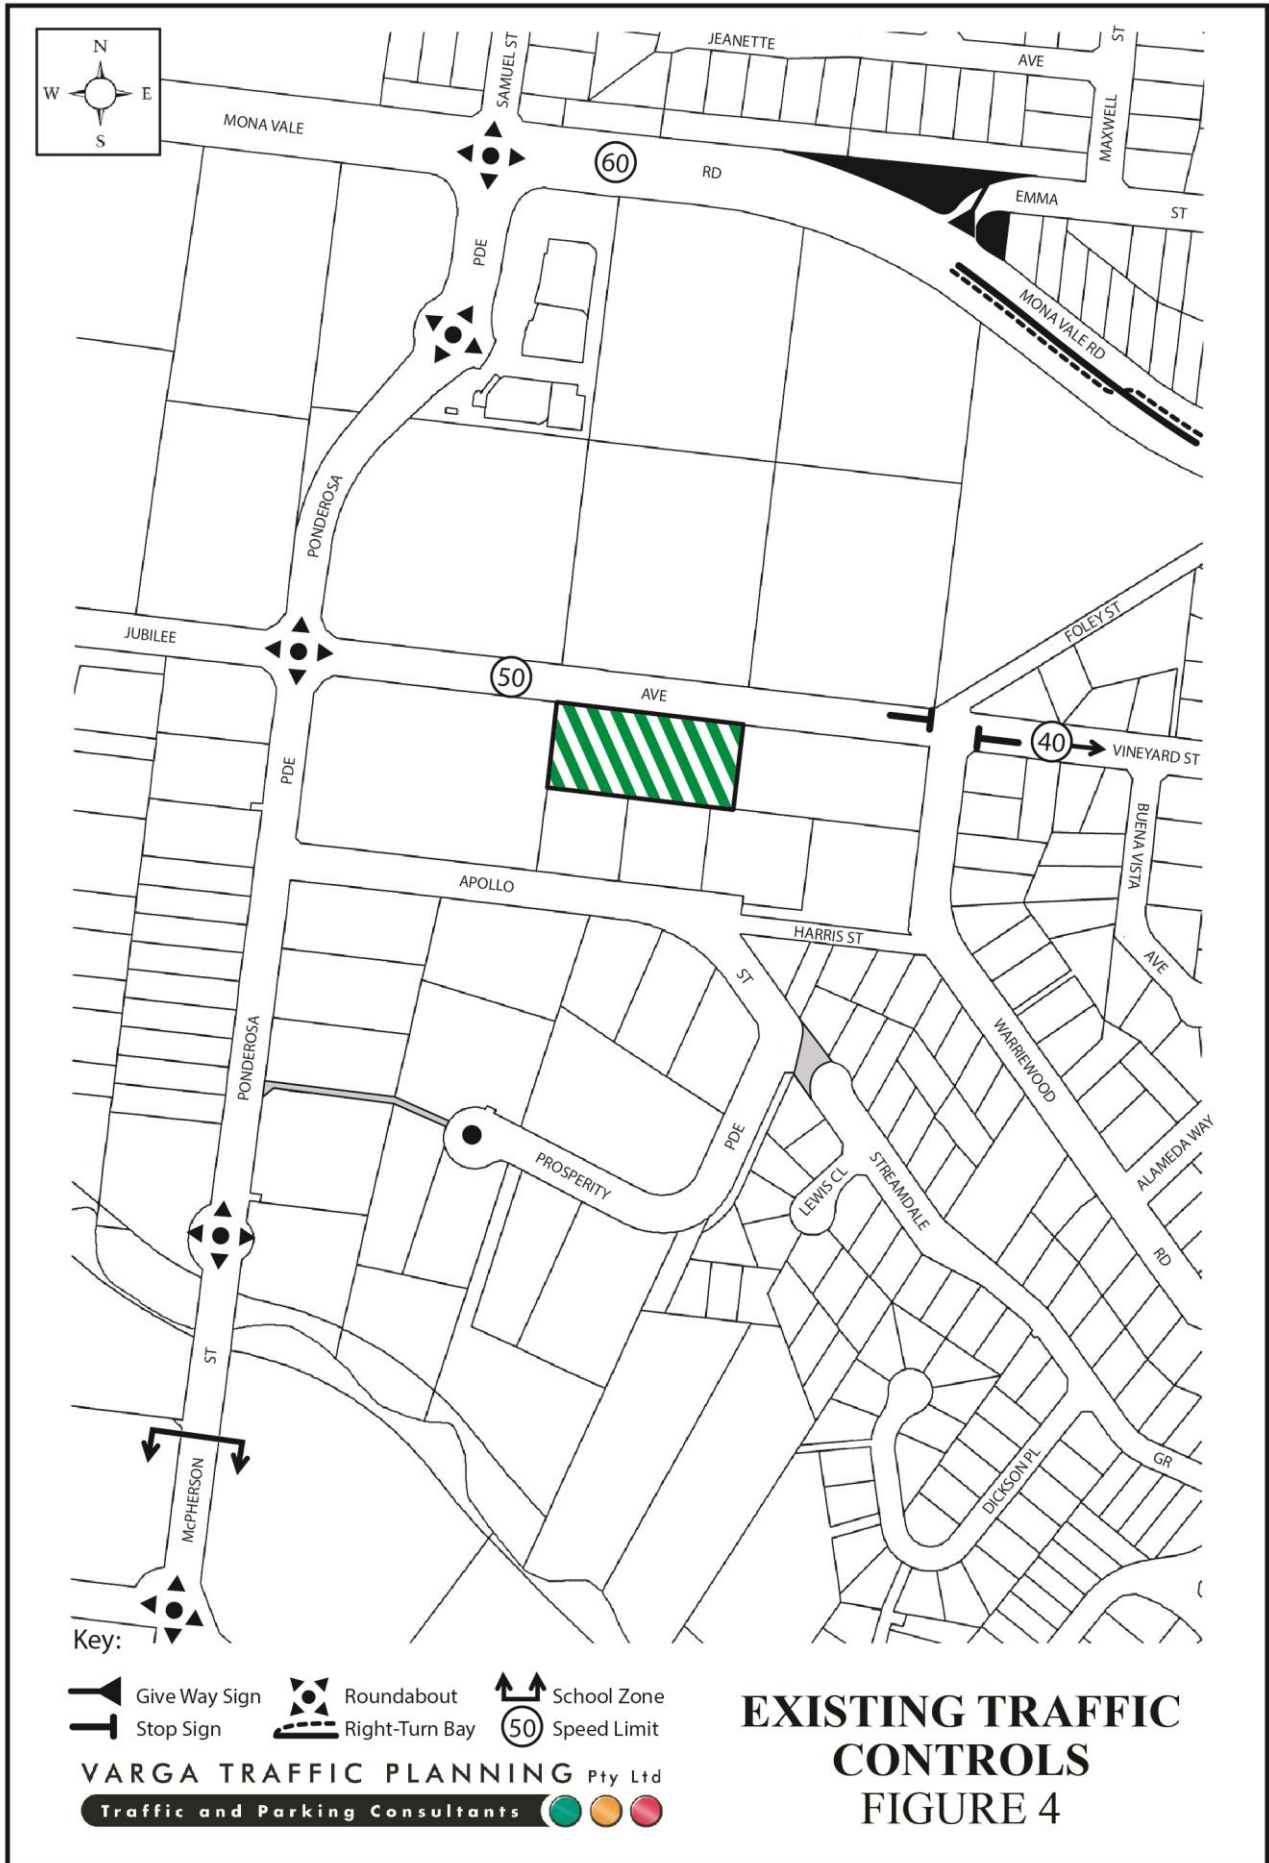 N
W E
S
JEANETTE
AVE
ST
SAMUEL ST
MAXWELL
MONA VALE
60
RD
EMMA
ST
PDE
MONA VALE RD
PONDEROSA
FOLEY ST
JUBILEE
50
AVE
40
VINEYARD ST
PDE
BUENA VISTA
APOLLO
HARRIS ST
AVE
ST
PONDEROSA
WARRIEWOOD
PDE
ALAMEDA WAY
PROSPERITY
LEWIS CL
STREAMDALE
RD
ST
GR
DICKSON PL
McPHERSON
Key:
Give Way Sign
Roundabout
School Zone
Stop Sign
Right-Turn Bay
50 Speed Limit
EXISTING TRAFFIC
CONTROLS
FIGURE 4
VARGA TRAFFIC PLANNING Pty Ltd
Traffic and Parking Consultants